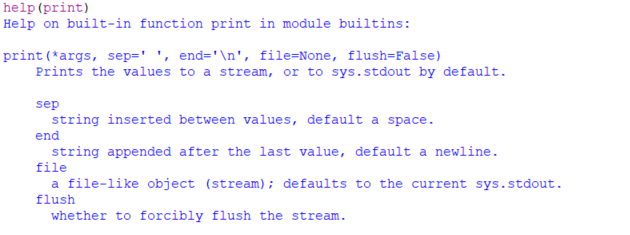 help(print)
Help on built-in function print in module builtins:
print(*args, sep=' ', end='\n', file=None, flush=False)
Prints the values to a stream, or to sys.stdout by default.
sep
string inserted between values, default a space.
end
string appended after the last value, default a newline.
file
a file-like object (stream); defaults to the current sys.stdout.
flush
whether to forcibly flush the stream.